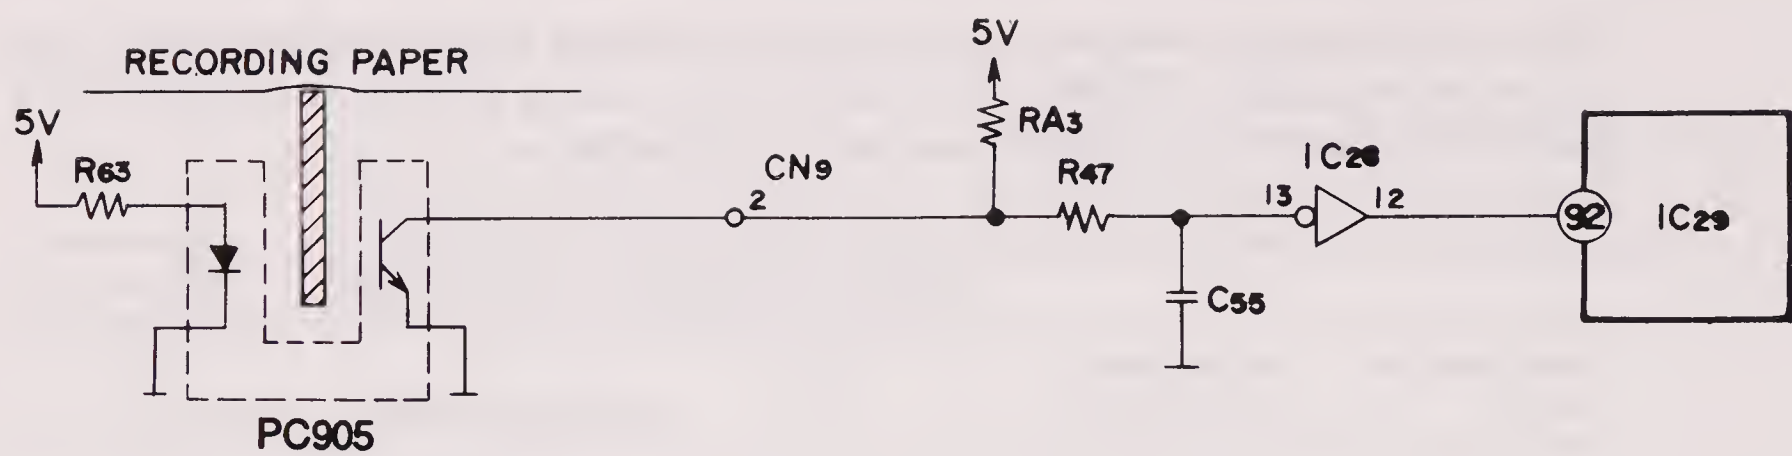 5V
RECORDING PAPER
5V
RA3
R63
CN9
2
R47
IC28
13
12
92
IC29
C55
PC905